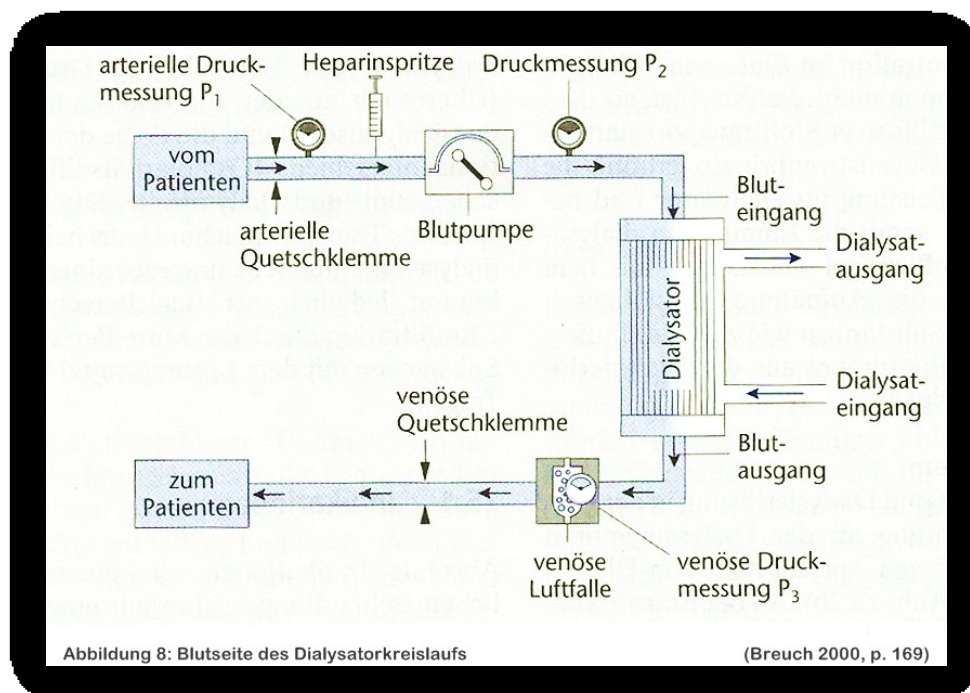 arterielle Druck-
messung P1
Heparinspritze
Druckmessung P2
vom
Patienten
arterielle
Quetschklemme
Blutpumpe
Blut-
eingang
Dialysat-
ausgang
Dialysator
Dialysat-
eingang
Blut-
ausgang
venöse
Quetschklemme
zum
Patienten
venöse
Luftfalle
venöse Druck-
messung P3
Abbildung 8: Blutseite des Dialysatorkreislaufs
(Breuch 2000, p. 169)